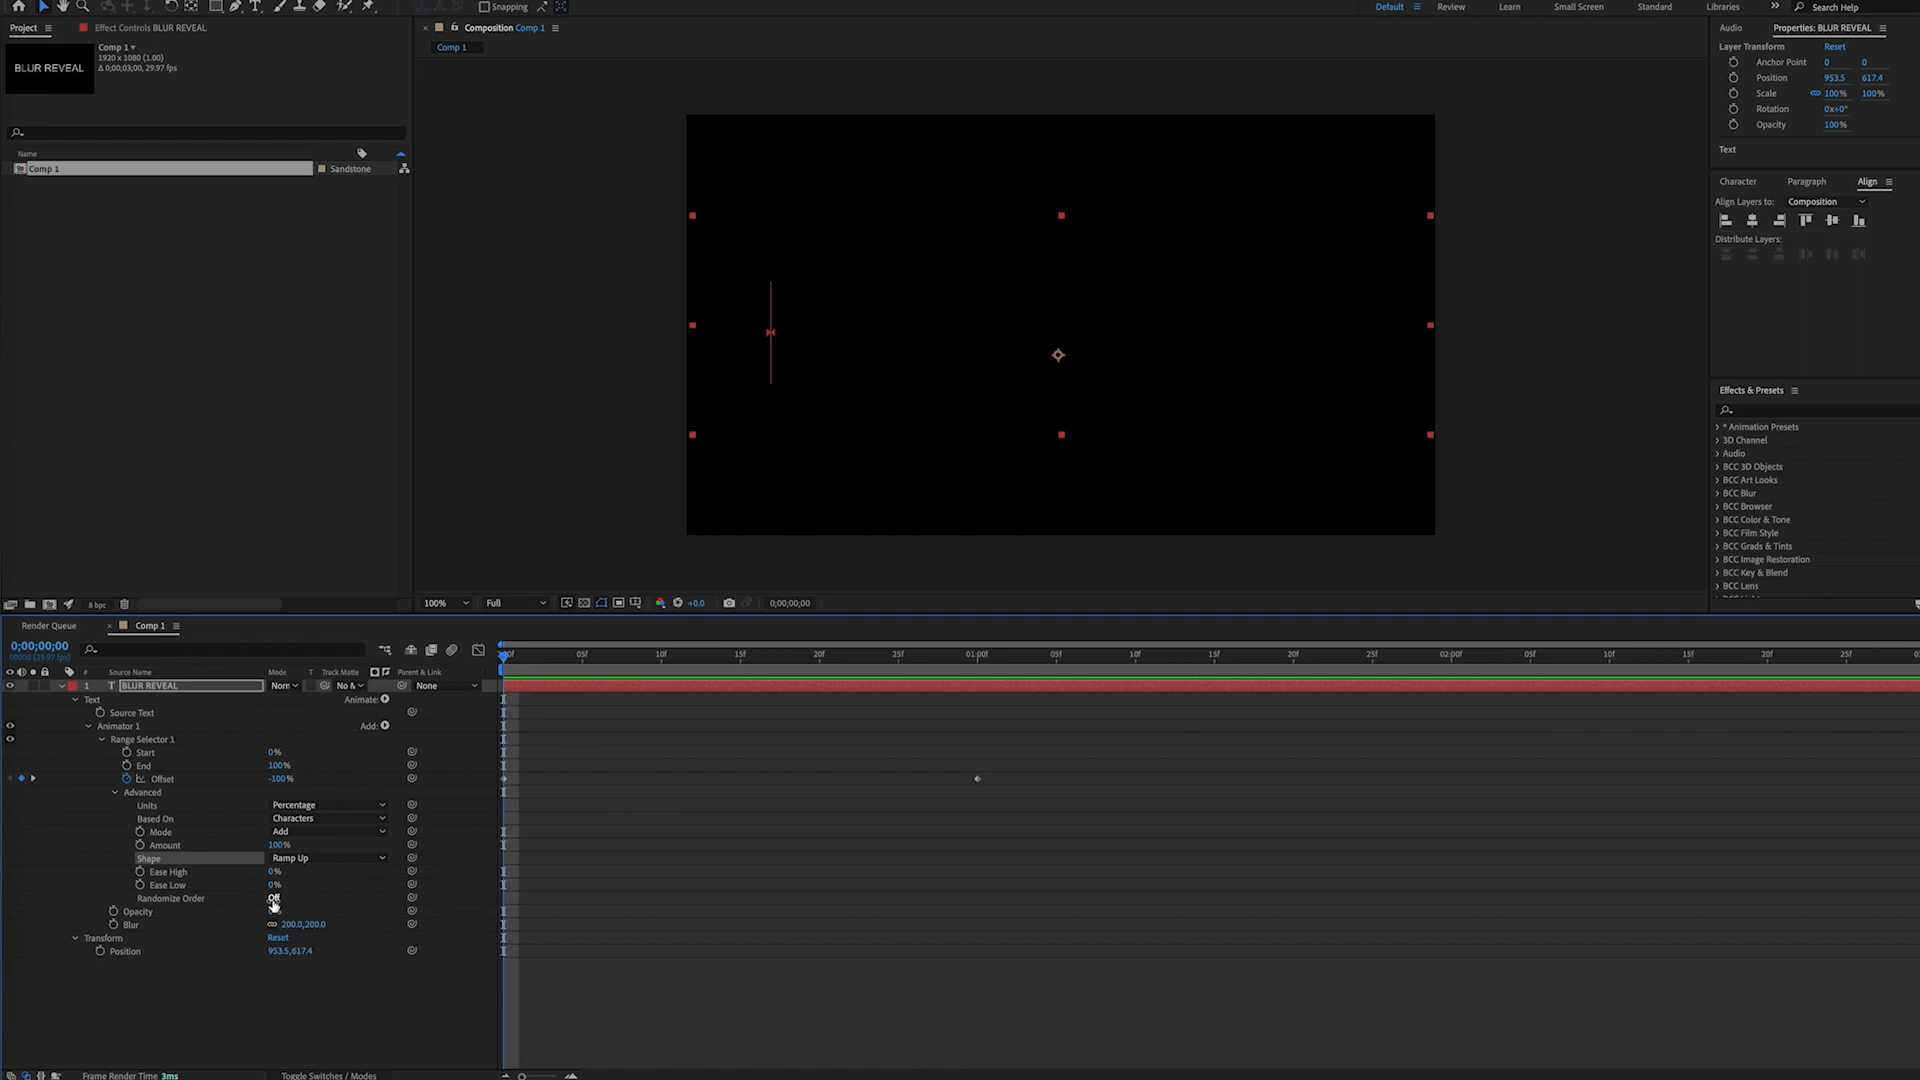 Snapping
Default
Review
Learn
Small Screen
Standard
Libraries
Search Help
Project
Effect Controls BLUR REVEAL
Composition Comp 1
Audio
Properties: BLUR REVEAL
Comp 1
Comp 1
1920 x 1080 (1.00)
Δ 0;00;03;00, 29.97 fps
BLUR REVEAL
Layer Transform
Reset
Anchor Point 0 0
Position 953.5 617.4
Scale 100% 100%
Rotation 0x+0°
Opacity 100%
Text
Name
Comp 1
Sandstone
Character
Paragraph
Align
Align Layers to: Composition
Distribute Layers:
Effects & Presets
* Animation Presets
3D Channel
Audio
BCC 3D Objects
BCC Art Looks
BCC Blur
BCC Browser
BCC Color & Tone
BCC Film Style
BCC Grads & Tints
BCC Image Restoration
BCC Key & Blend
BCC Lens
8 bpc
100%
Full
+0.0
0;00;00;00
Render Queue
Comp 1
0;00;00;00
00000 (29.97 fps)
05f 10f 15f 20f 25f 01:00f 05f 10f 15f 20f 25f 02:00f 05f 10f 15f 20f 25f
# Source Name Mode T Track Matte Parent & Link
1 T BLUR REVEAL Norr No M None
Text Animate:
Source Text
Animator 1 Add:
Range Selector 1
Start 0%
End 100%
Offset -100%
Advanced
Units Percentage
Based On Characters
Mode Add
Amount 100%
Shape Ramp Up
Ease High 0%
Ease Low 0%
Randomize Order Off
Opacity
Blur 200.0,200.0
Transform Reset
Position 953.5,617.4
Frame Render Time 3ms
Toggle Switches / Modes